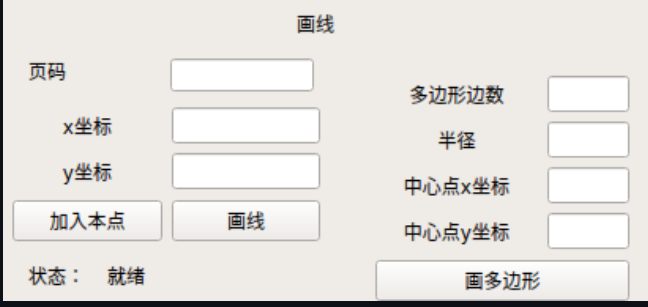 画线
页码
x坐标
y坐标
加入本点 画线
状态： 就绪
多边形边数
半径
中心点x坐标
中心点y坐标
画多边形